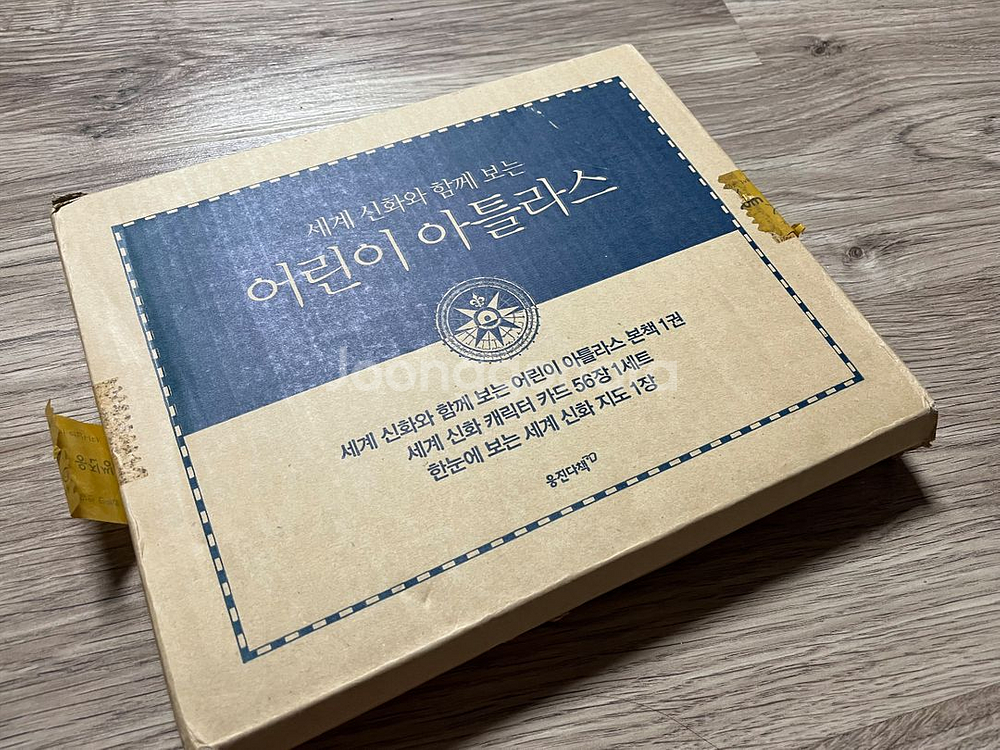 세계 신화와 함께 보는
어린이 아틀라스
세계 신화와 함께 보는 어린이 아틀라스 본책 1권
세계 신화 캐릭터 카드 56장 1세트
한눈에 보는 세계 신화 지도 1장
웅진다책